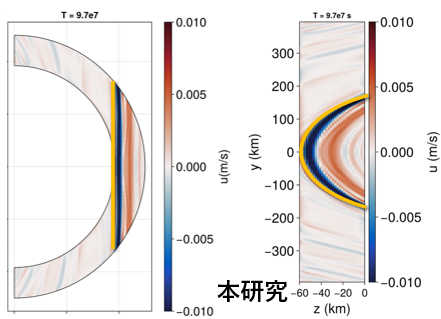 T = 9.7e7
0.010
0.005
0.000
−0.005
−0.010
u(m/s)
T = 9.7e7 s
300
200
100
0
−100
−200
−300
y (km)
−60 −40 −20 0
z (km)
0.010
0.005
0.000
−0.005
−0.010
u (m/s)
本研究